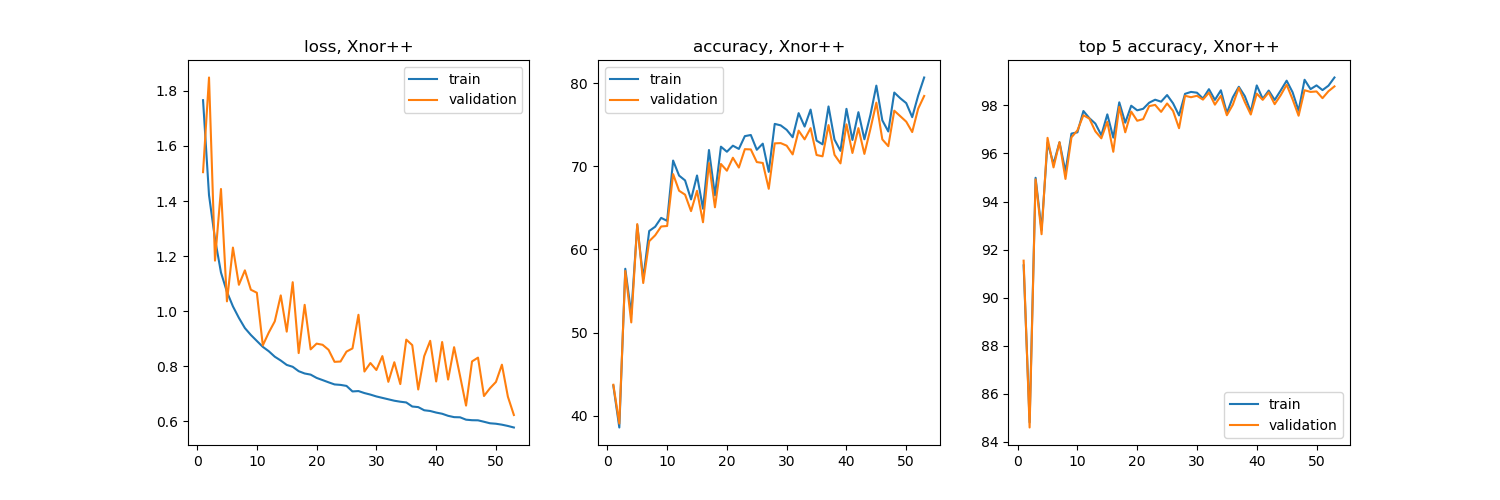 loss, Xnor++
train
validation
1.8
1.6
1.4
1.2
1.0
0.8
0.6
0 10 20 30 40 50
accuracy, Xnor++
train
validation
80
70
60
50
40
0 10 20 30 40 50
top 5 accuracy, Xnor++
98
96
94
92
90
88
86
84
train
validation
0 10 20 30 40 50